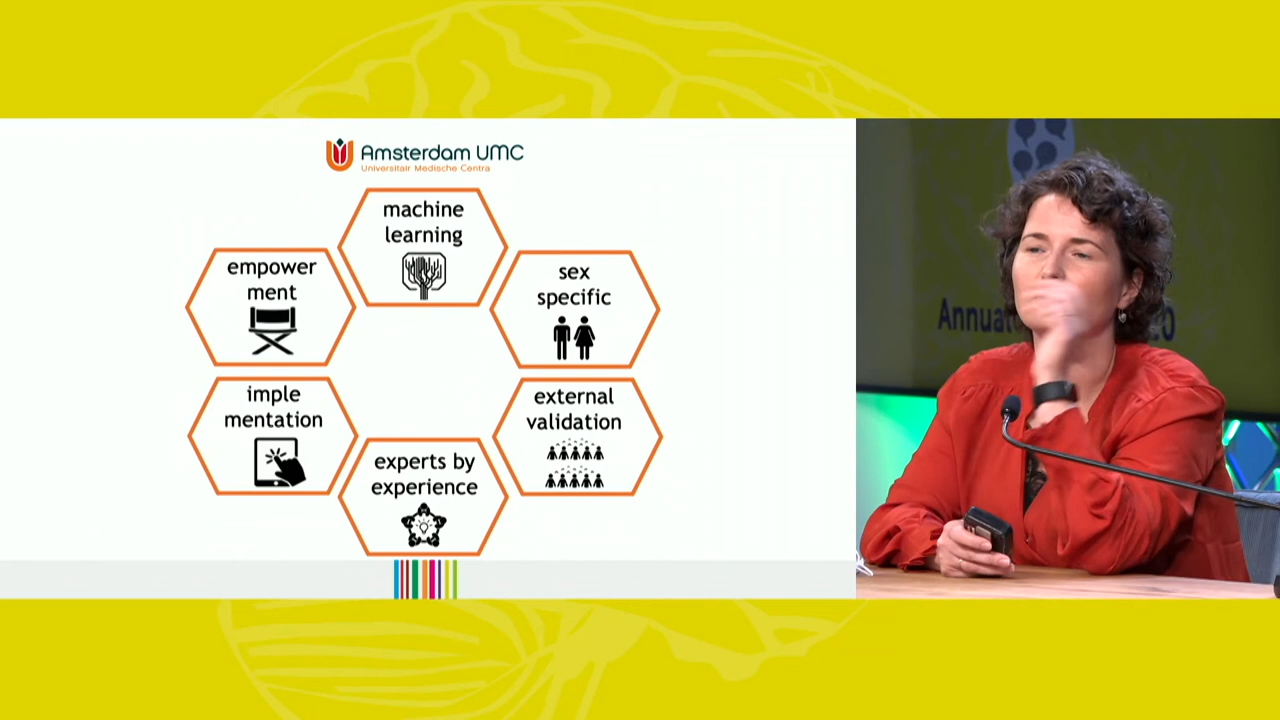 Amsterdam UMC
Universitair Medische Centra
machine
learning
empower
ment
sex
specific
imple
mentation
external
validation
experts by
experience